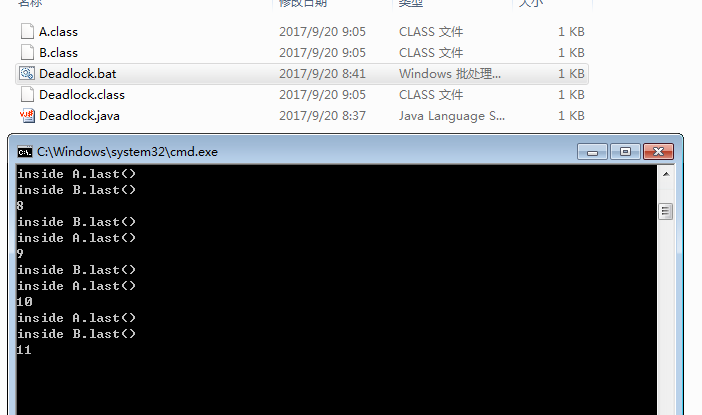 名称 修改日期 类型 大小
A.class 2017/9/20 9:05 CLASS 文件 1 KB
B.class 2017/9/20 9:05 CLASS 文件 1 KB
Deadlock.bat 2017/9/20 8:41 Windows 批处理... 1 KB
Deadlock.class 2017/9/20 9:05 CLASS 文件 1 KB
Deadlock.java 2017/9/20 8:37 Java Language S... 1 KB
C:\Windows\system32\cmd.exe
inside A.last()
inside B.last()
8
inside B.last()
inside A.last()
9
inside B.last()
inside A.last()
10
inside A.last()
inside B.last()
11